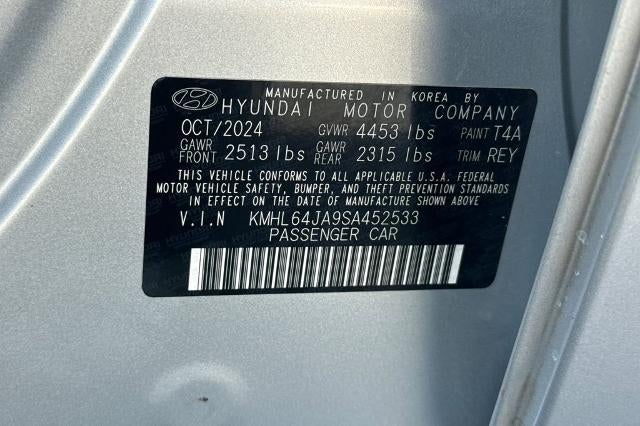 MANUFACTURED IN KOREA BY
HYUNDAI MOTOR COMPANY
OCT/2024 GVWR 4453 lbs PAINT T4A
GAWR FRONT 2513 lbs GAWR REAR 2315 lbs TRIM REY
THIS VEHICLE CONFORMS TO ALL APPLICABLE U.S.A. FEDERAL
MOTOR VEHICLE SAFETY, BUMPER, AND THEFT PREVENTION STANDARDS
IN EFFECT ON THE DATE OF MANUFACTURE SHOWN ABOVE
V.I.N KMHL64JA9SA452533
PASSENGER CAR